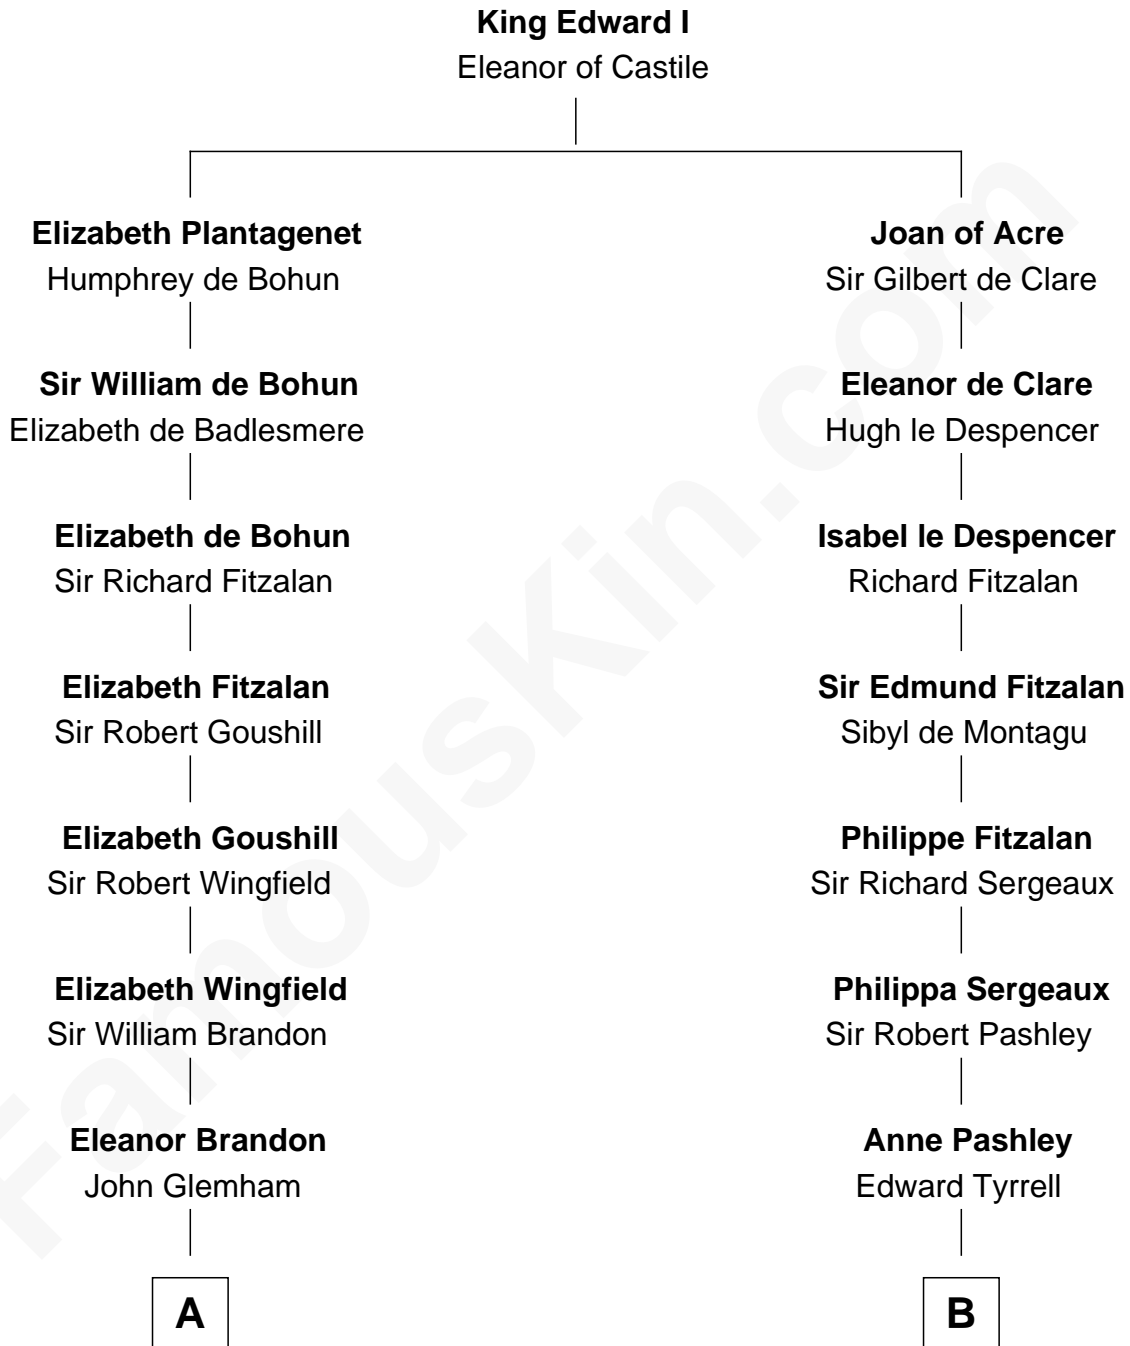 King Edward I
Eleanor of Castile
Elizabeth Plantagenet
Humphrey de Bohun
Joan of Acre
Sir Gilbert de Clare
Sir William de Bohun
Elizabeth de Badlesmere
Eleanor de Clare
Hugh le Despencer
Elizabeth de Bohun
Sir Richard Fitzalan
Isabel le Despencer
Richard Fitzalan
Elizabeth Fitzalan
Sir Robert Goushill
Sir Edmund Fitzalan
Sibyl de Montagu
Elizabeth Goushill
Sir Robert Wingfield
Philippe Fitzalan
Sir Richard Sergeaux
Elizabeth Wingfield
Sir William Brandon
Philippa Sergeaux
Sir Robert Pashley
Eleanor Brandon
John Glemham
Anne Pashley
Edward Tyrrell
A
B
FamousKin.com